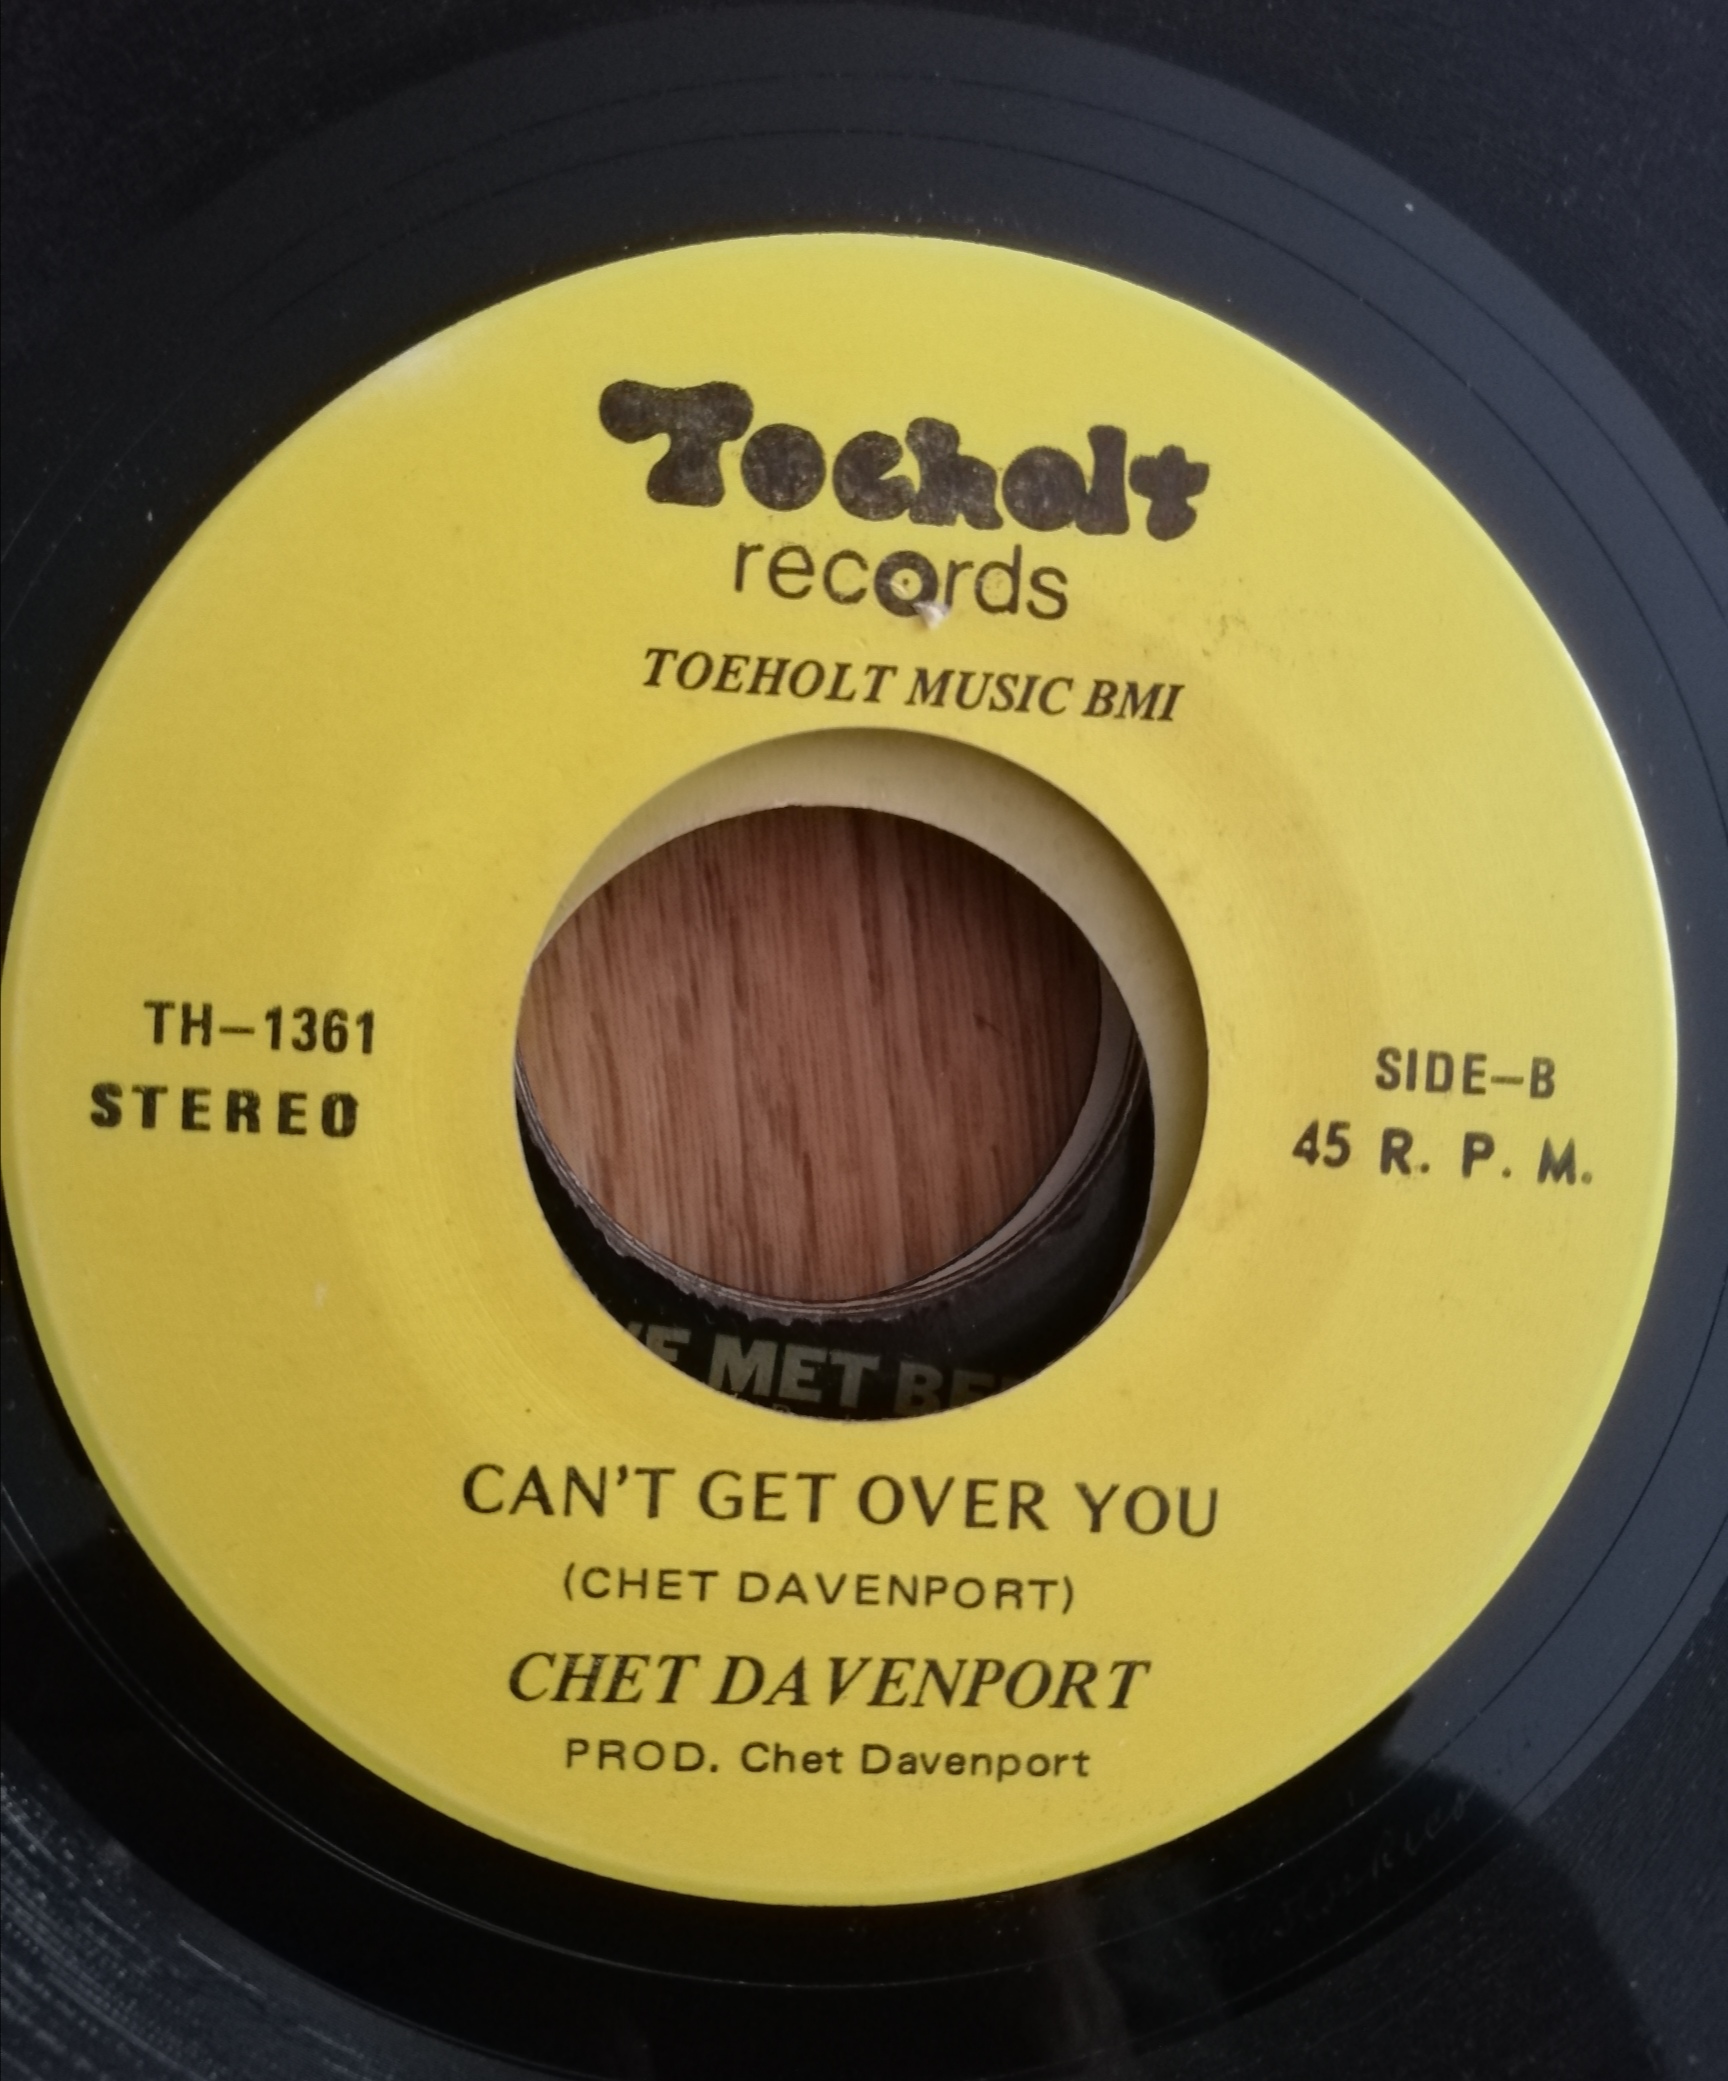 Toeholt
records
TOEHOLT MUSIC BMI
TH-1361
STEREO
SIDE-B
45 R. P. M.
MET
CAN'T GET OVER YOU
(CHET DAVENPORT)
CHET DAVENPORT
PROD. Chet Davenport